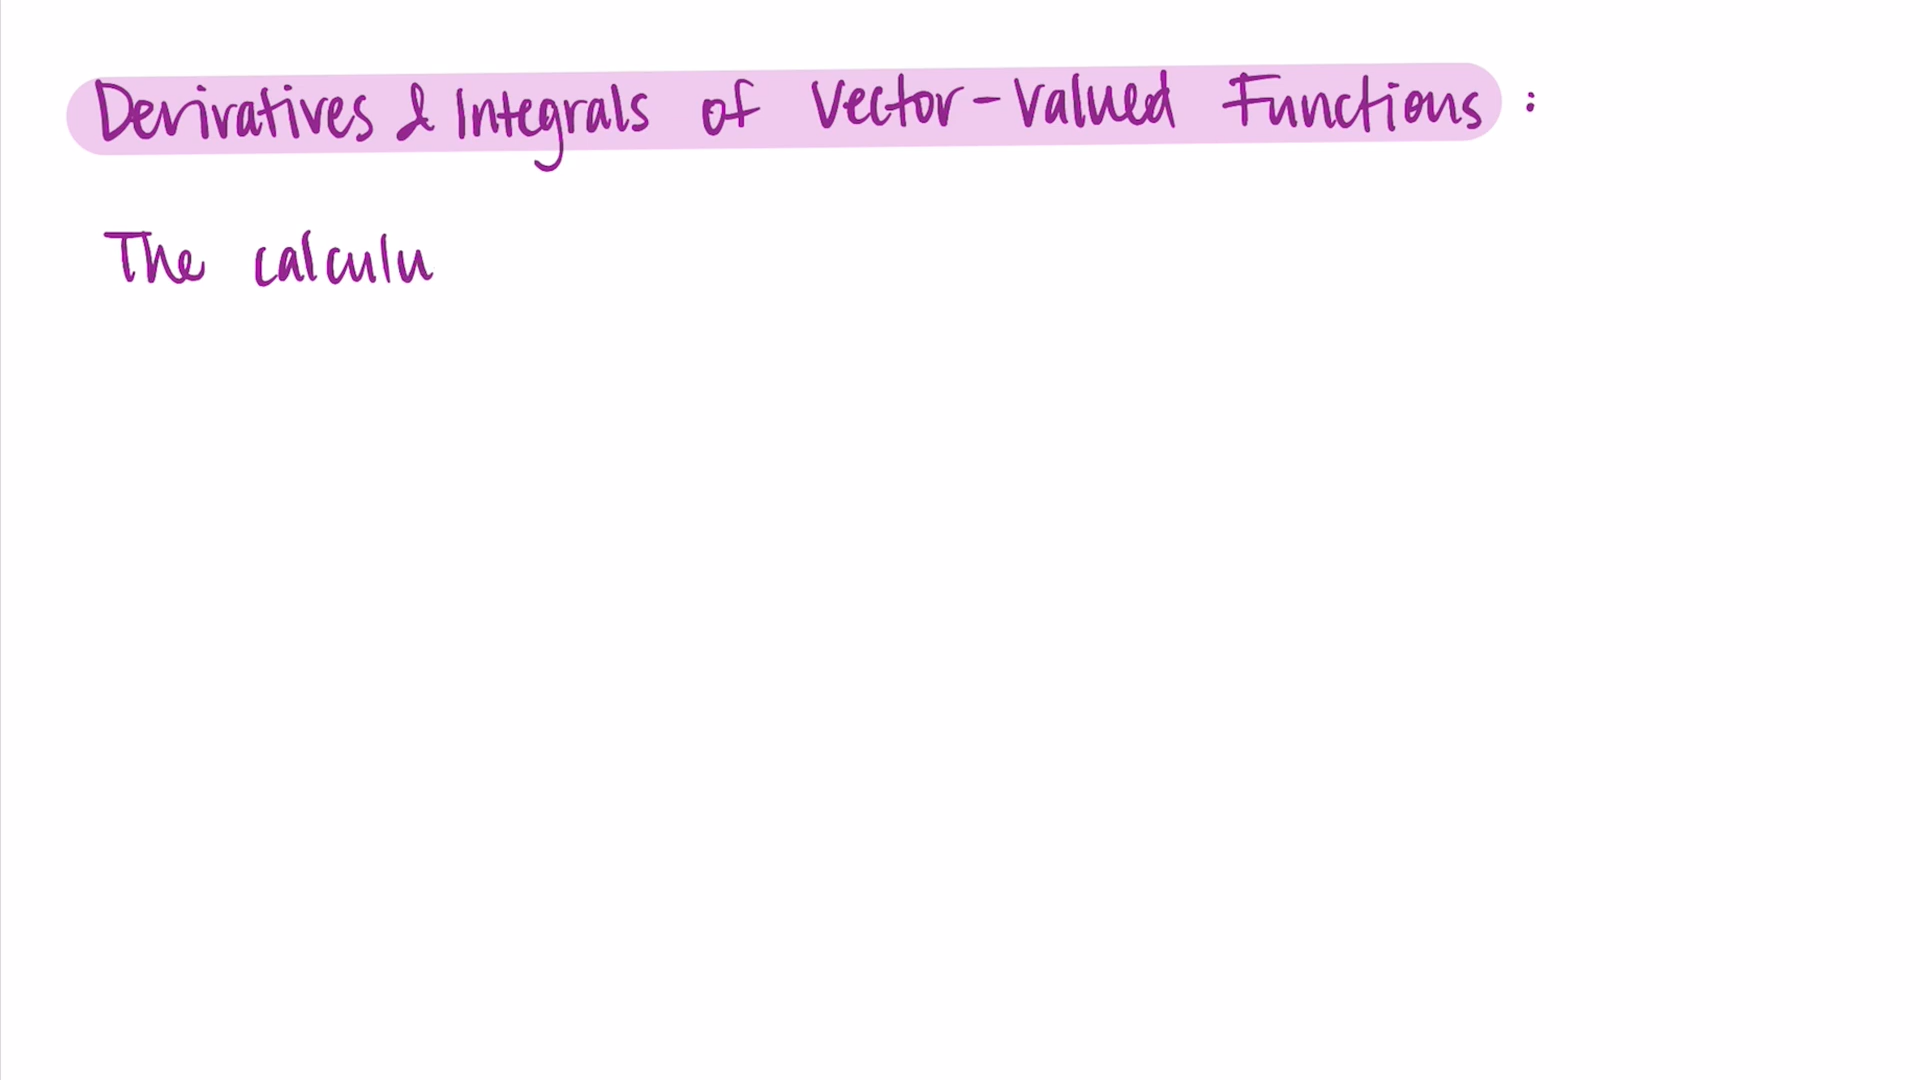 Derivatives & Integrals of Vector-Valued Functions :
The calculu